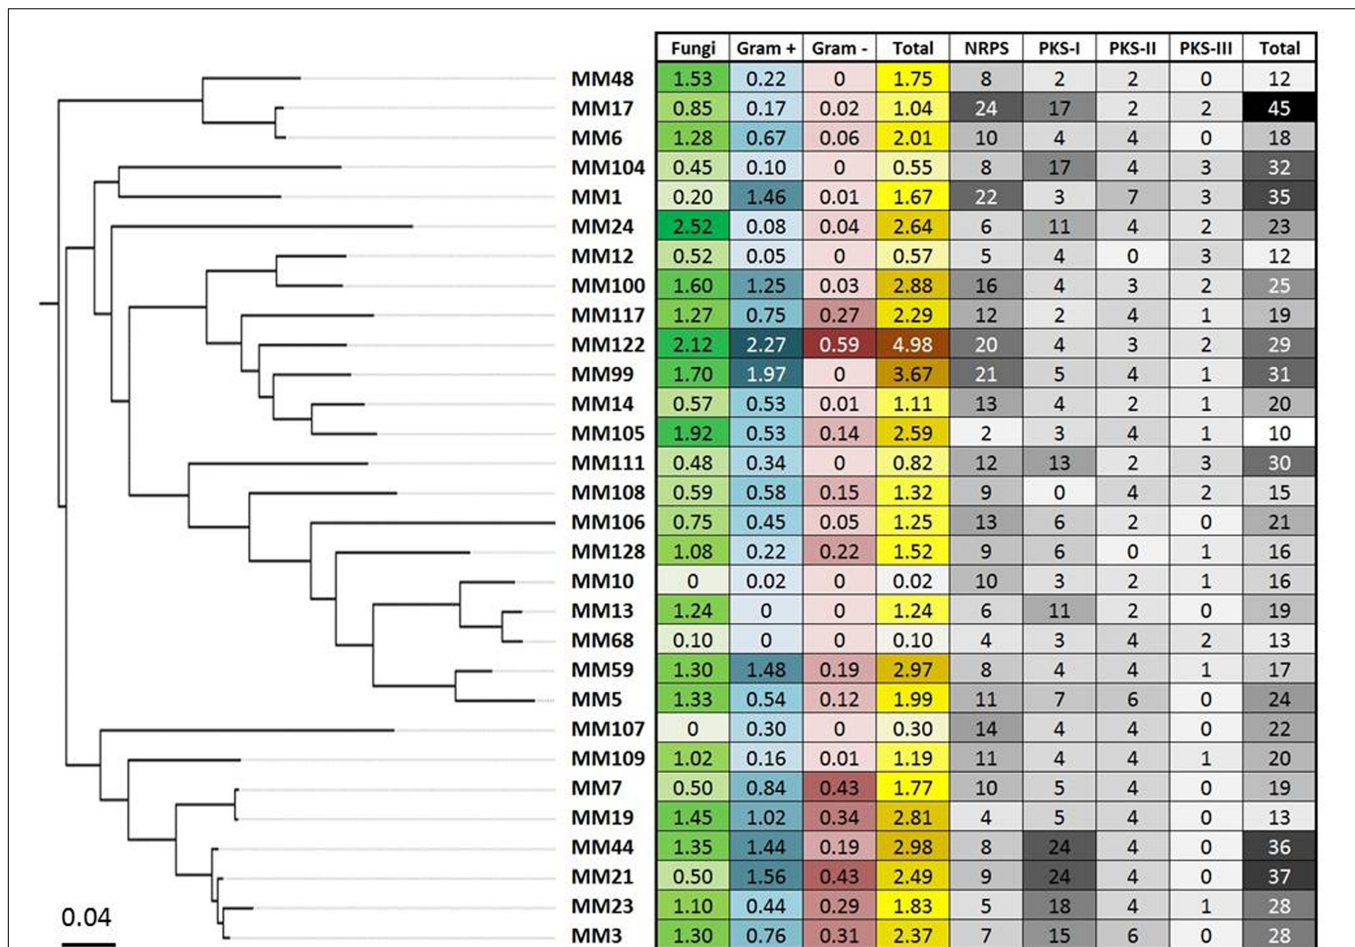 Fungi Gram + Gram - Total NRPS PKS-I PKS-II PKS-III Total
MM48 1.53 0.22 0 1.75 8 2 2 0 12
MM17 0.85 0.17 0.02 1.04 24 17 2 2 45
MM6 1.28 0.67 0.06 2.01 10 4 4 0 18
MM104 0.45 0.10 0 0.55 8 17 4 3 32
MM1 0.20 1.46 0.01 1.67 22 3 7 3 35
MM24 2.52 0.08 0.04 2.64 6 11 4 2 23
MM12 0.52 0.05 0 0.57 5 4 0 3 12
MM100 1.60 1.25 0.03 2.88 16 4 3 2 25
MM117 1.27 0.75 0.27 2.29 12 2 4 1 19
MM122 2.12 2.27 0.59 4.98 20 4 3 2 29
MM99 1.70 1.97 0 3.67 21 5 4 1 31
MM14 0.57 0.53 0.01 1.11 13 4 2 1 20
MM105 1.92 0.53 0.14 2.59 2 3 4 1 10
MM111 0.48 0.34 0 0.82 12 13 2 3 30
MM108 0.59 0.58 0.15 1.32 9 0 4 2 15
MM106 0.75 0.45 0.05 1.25 13 6 2 0 21
MM128 1.08 0.22 0.22 1.52 9 6 0 1 16
MM10 0 0.02 0 0.02 10 3 2 1 16
MM13 1.24 0 0 1.24 6 11 2 0 19
MM68 0.10 0 0 0.10 4 3 4 2 13
MM59 1.30 1.48 0.19 2.97 8 4 4 1 17
MM5 1.33 0.54 0.12 1.99 11 7 6 0 24
MM107 0 0.30 0 0.30 14 4 4 0 22
MM109 1.02 0.16 0.01 1.19 11 4 4 1 20
MM7 0.50 0.84 0.43 1.77 10 5 4 0 19
MM19 1.45 1.02 0.34 2.81 4 5 4 0 13
MM44 1.35 1.44 0.19 2.98 8 24 4 0 36
MM21 0.50 1.56 0.43 2.49 9 24 4 0 37
MM23 1.10 0.44 0.29 1.83 5 18 4 1 28
MM3 1.30 0.76 0.31 2.37 7 15 6 0 28
0.04